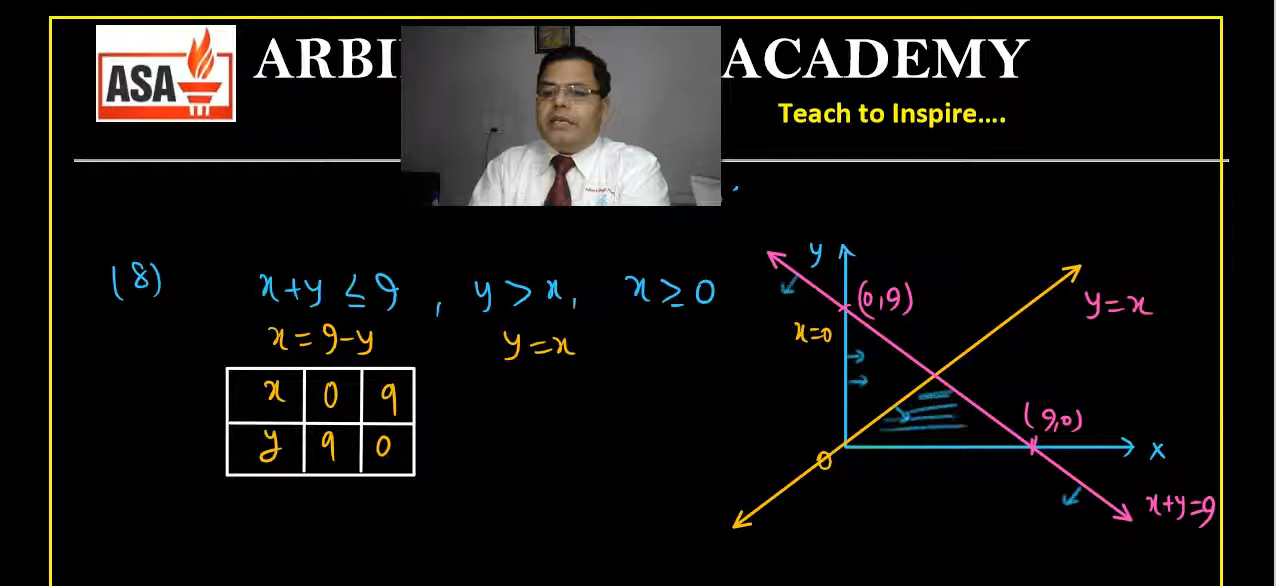 ASA
ARBI ACADEMY
Teach to Inspire....
(8) x+y ≤ 9 , y > x, x ≥ 0
x = 9-y y = x
x 0 9
y 9 0
y
(0,9)
y=x
x=0
(9,0)
x
0
x+y=9